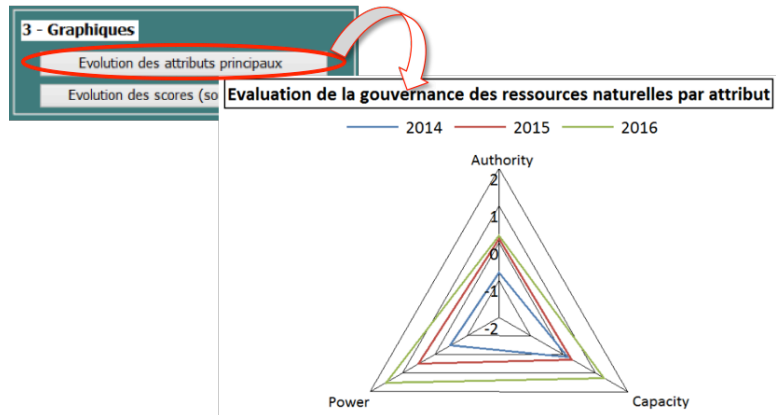 3 - Graphiques
Evolution des attributs principaux
Evolution des scores (so
Evaluation de la gouvernance des ressources naturelles par attribut
2014 2015 2016
Authority
2
1
0
-1
-2
Power Capacity